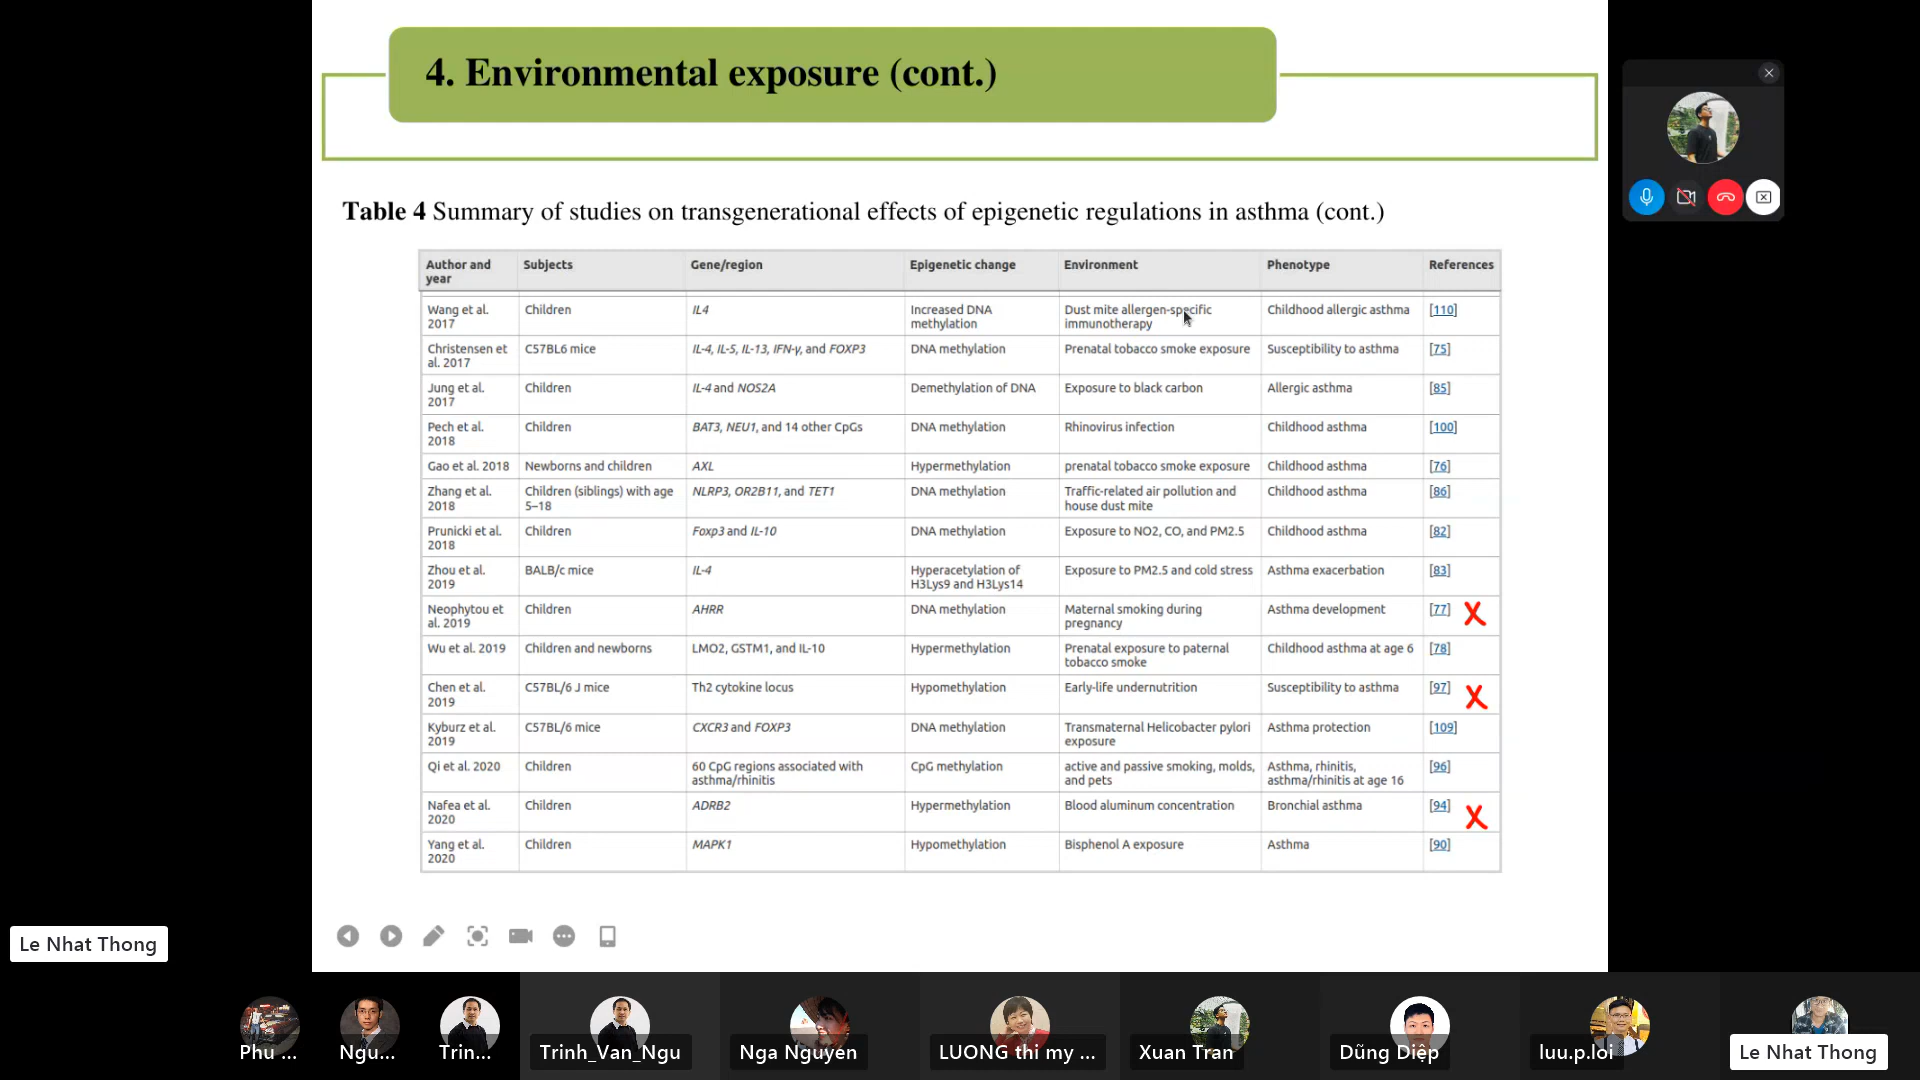 4. Environmental exposure (cont.)
Table 4 Summary of studies on transgenerational effects of epigenetic regulations in asthma (cont.)
Author and year Subjects Gene/region Epigenetic change Environment Phenotype References
Wang et al. 2017 Children IL4 Increased DNA methylation Dust mite allergen-specific immunotherapy Childhood allergic asthma [110]
Christensen et al. 2017 C57BL6 mice IL-4, IL-5, IL-13, IFN-γ, and FOXP3 DNA methylation Prenatal tobacco smoke exposure Susceptibility to asthma [75]
Jung et al. 2017 Children IL-4 and NOS2A Demethylation of DNA Exposure to black carbon Allergic asthma [85]
Pech et al. 2018 Children BAT3, NEU1, and 14 other CpGs DNA methylation Rhinovirus infection Childhood asthma [100]
Gao et al. 2018 Newborns and children AXL Hypermethylation prenatal tobacco smoke exposure Childhood asthma [76]
Zhang et al. 2018 Children (siblings) with age 5–18 NLRP3, OR2B11, and TET1 DNA methylation Traffic-related air pollution and house dust mite Childhood asthma [86]
Prunicki et al. 2018 Children Foxp3 and IL-10 DNA methylation Exposure to NO2, CO, and PM2.5 Childhood asthma [82]
Zhou et al. 2019 BALB/c mice IL-4 Hyperacetylation of H3Lys9 and H3Lys14 Exposure to PM2.5 and cold stress Asthma exacerbation [83]
Neophytou et al. 2019 Children AHRR DNA methylation Maternal smoking during pregnancy Asthma development [77]
Wu et al. 2019 Children and newborns LMO2, GSTM1, and IL-10 Hypermethylation Prenatal exposure to paternal tobacco smoke Childhood asthma at age 6 [78]
Chen et al. 2019 C57BL/6 J mice Th2 cytokine locus Hypomethylation Early-life undernutrition Susceptibility to asthma [97]
Kyburz et al. 2019 C57BL/6 mice CXCR3 and FOXP3 DNA methylation Transmaternal Helicobacter pylori exposure Asthma protection [109]
Qi et al. 2020 Children 60 CpG regions associated with asthma/rhinitis CpG methylation active and passive smoking, molds, and pets Asthma, rhinitis, asthma/rhinitis at age 16 [96]
Nafea et al. 2020 Children ADRB2 Hypermethylation Blood aluminum concentration Bronchial asthma [94]
Yang et al. 2020 Children MAPK1 Hypomethylation Bisphenol A exposure Asthma [90]
Le Nhat Thong
Phu ...
Ngu...
Trin...
Trinh_Van_Ngu
Nga Nguyen
LUONG thi my ...
Xuan Tran
Dũng Diệp
luu.p.loi
Le Nhat Thong